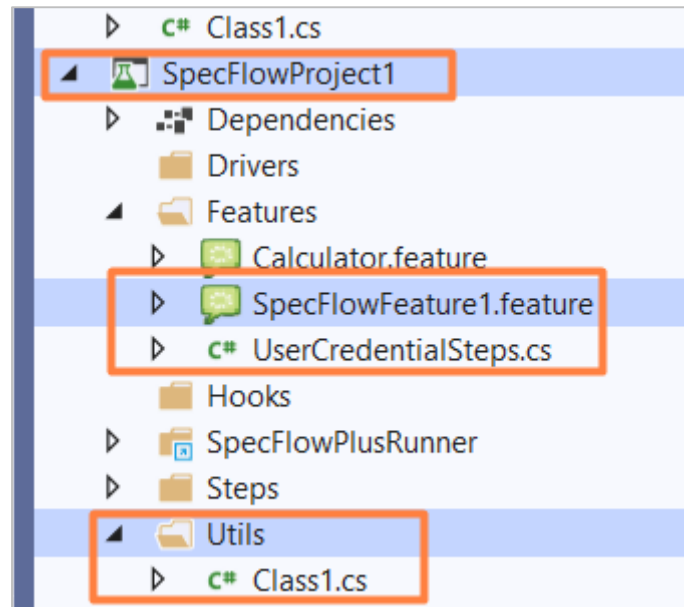 C# Class1.cs
SpecFlowProject1
Dependencies
Drivers
Features
Calculator.feature
SpecFlowFeature1.feature
C# UserCredentialSteps.cs
Hooks
SpecFlowPlusRunner
Steps
Utils
C# Class1.cs